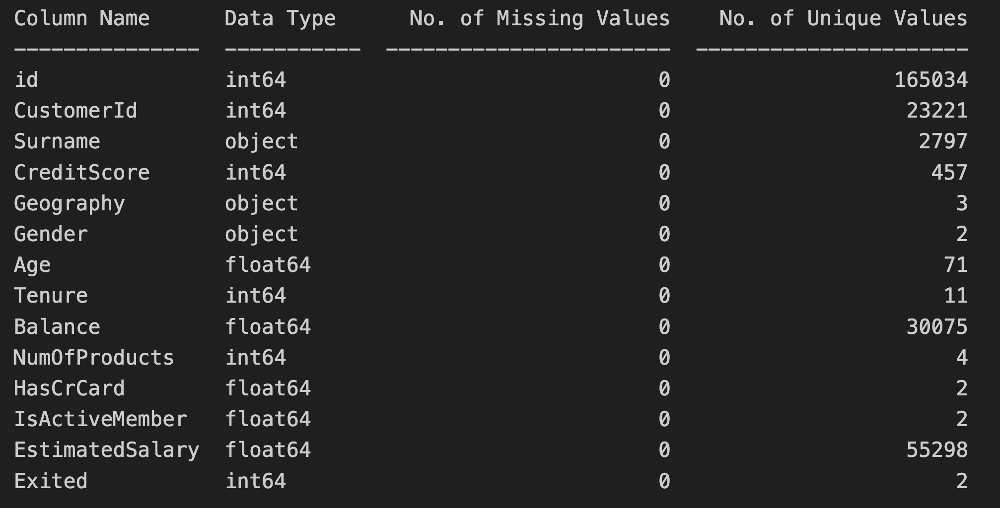 Column Name Data Type No. of Missing Values No. of Unique Values
--------------- ----------- ----------------------- ----------------------
id int64 0 165034
CustomerId int64 0 23221
Surname object 0 2797
CreditScore int64 0 457
Geography object 0 3
Gender object 0 2
Age float64 0 71
Tenure int64 0 11
Balance float64 0 30075
NumOfProducts int64 0 4
HasCrCard float64 0 2
IsActiveMember float64 0 2
EstimatedSalary float64 0 55298
Exited int64 0 2